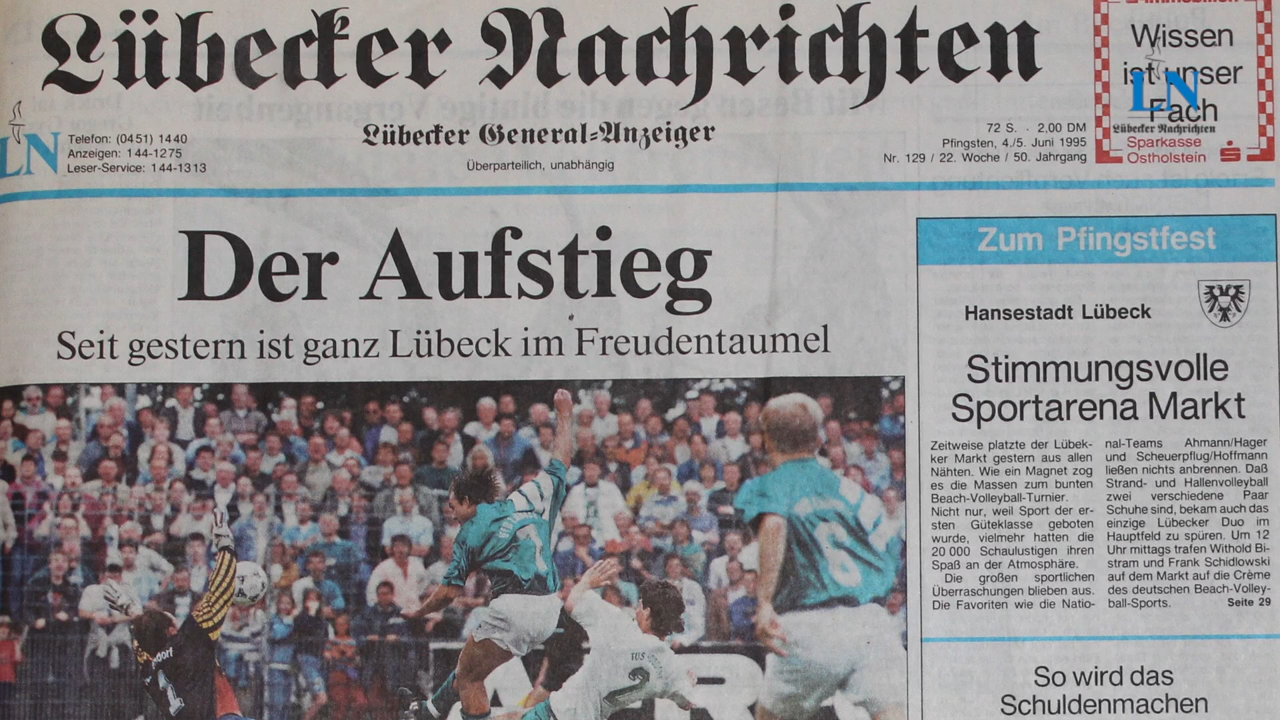 Lübecker Nachrichten
LN
Telefon: (0451) 1440
Anzeigen: 144-1275
Leser-Service: 144-1313
Lübecker General-Anzeiger
Überparteilich, unabhängig
72 S. · 2,00 DM
Pfingsten, 4./5. Juni 1995
Nr. 129 / 22. Woche / 50. Jahrgang
Wissen
ist unser
Fach
LN
Lübecker Nachrichten
Sparkasse
Ostholstein
Der Aufstieg
Seit gestern ist ganz Lübeck im Freudentaumel
7
6
1
VfB
2
Zum Pfingstfest
Hansestadt Lübeck
Stimmungsvolle
Sportarena Markt
Zeitweise platzte der Lübek-
ker Markt gestern aus allen
Nähten. Wie ein Magnet zog
es die Massen zum bunten
Beach-Volleyball-Turnier.
Nicht nur, weil Sport der er-
sten Güteklasse geboten
wurde, vielmehr hatten die
20 000 Schaulustigen ihren
Spaß an der Atmosphäre.
Die großen sportlichen
Überraschungen blieben aus.
Die Favoriten wie die Natio-
nal-Teams Ahmann/Hager
und Scheuerpflug/Hoffmann
ließen nichts anbrennen. Daß
Strand- und Hallenvolleyball
zwei verschiedene Paar
Schuhe sind, bekam auch das
einzige Lübecker Duo im
Hauptfeld zu spüren. Um 12
Uhr mittags trafen Withold Bi-
stram und Frank Schidlowski
auf dem Markt auf die Crème
des deutschen Beach-Volley-
ball-Sports. Seite 29
So wird das
Schuldenmachen